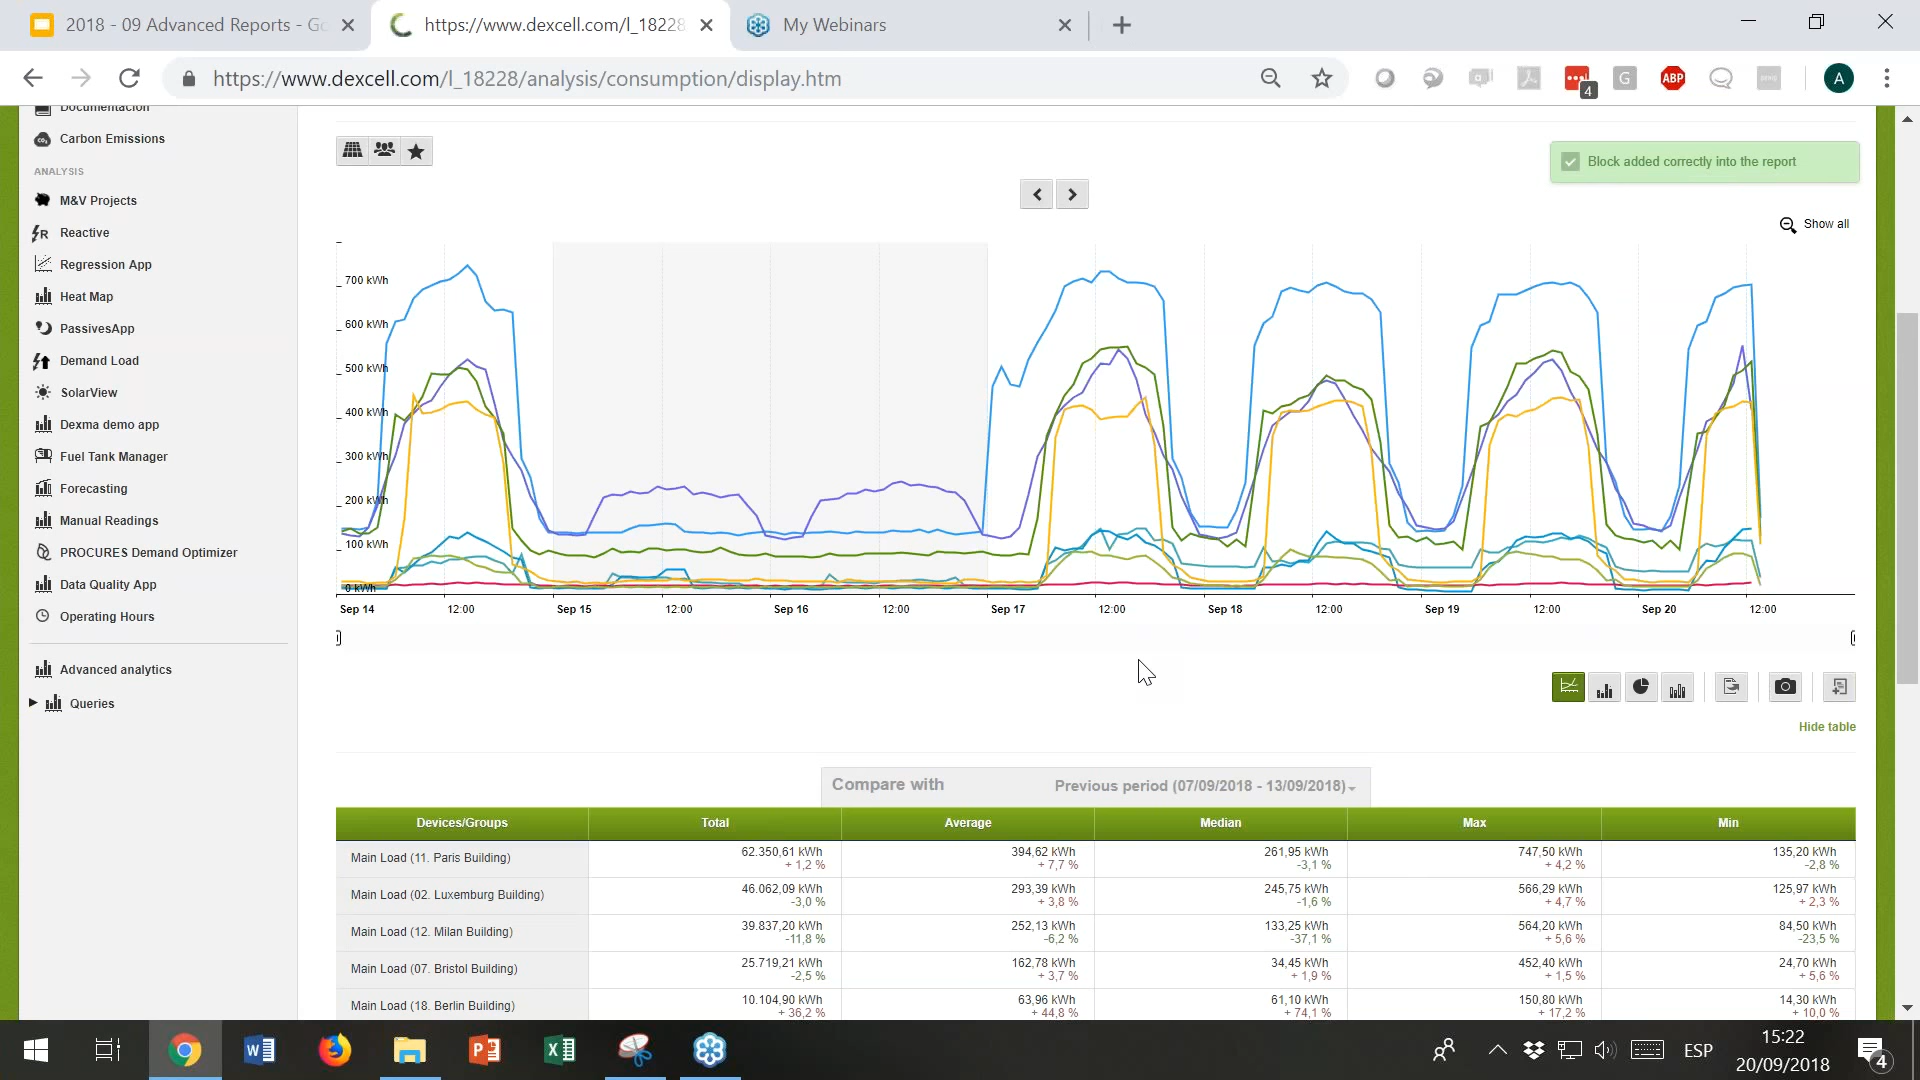 2018 - 09 Advanced Reports - Go
https://www.dexcell.com/l_18228
My Webinars
https://www.dexcell.com/l_18228/analysis/consumption/display.htm
4
G
ABP
A
Documentación
Carbon Emissions
ANALYSIS
M&V Projects
Reactive
Regression App
Heat Map
PassivesApp
Demand Load
SolarView
Dexma demo app
Fuel Tank Manager
Forecasting
Manual Readings
PROCURES Demand Optimizer
Data Quality App
Operating Hours
Advanced analytics
Queries
Block added correctly into the report
Show all
700 kWh
600 kWh
500 kWh
400 kWh
300 kWh
200 kWh
100 kWh
0 kWh
Sep 14 12:00 Sep 15 12:00 Sep 16 12:00 Sep 17 12:00 Sep 18 12:00 Sep 19 12:00 Sep 20 12:00
Hide table
Compare with Previous period (07/09/2018 - 13/09/2018)
Devices/Groups Total Average Median Max Min
Main Load (11. Paris Building) 62.350,61 kWh 394,62 kWh 261,95 kWh 747,50 kWh 135,20 kWh
+ 1,2 % + 7,7 % -3,1 % + 4,2 % -2,8 %
Main Load (02. Luxemburg Building) 46.062,09 kWh 293,39 kWh 245,75 kWh 566,29 kWh 125,97 kWh
-3,0 % + 3,8 % -1,6 % + 4,7 % + 2,3 %
Main Load (12. Milan Building) 39.837,20 kWh 252,13 kWh 133,25 kWh 564,20 kWh 84,50 kWh
-11,8 % -6,2 % -37,1 % + 5,6 % -23,5 %
Main Load (07. Bristol Building) 25.719,21 kWh 162,78 kWh 34,45 kWh 452,40 kWh 24,70 kWh
-2,5 % + 3,7 % + 1,9 % + 1,5 % + 5,6 %
Main Load (18. Berlin Building) 10.104,90 kWh 63,96 kWh 61,10 kWh 150,80 kWh 14,30 kWh
+ 36,2 % + 44,8 % + 74,1 % + 17,2 % + 10,0 %
ESP
15:22
20/09/2018
4